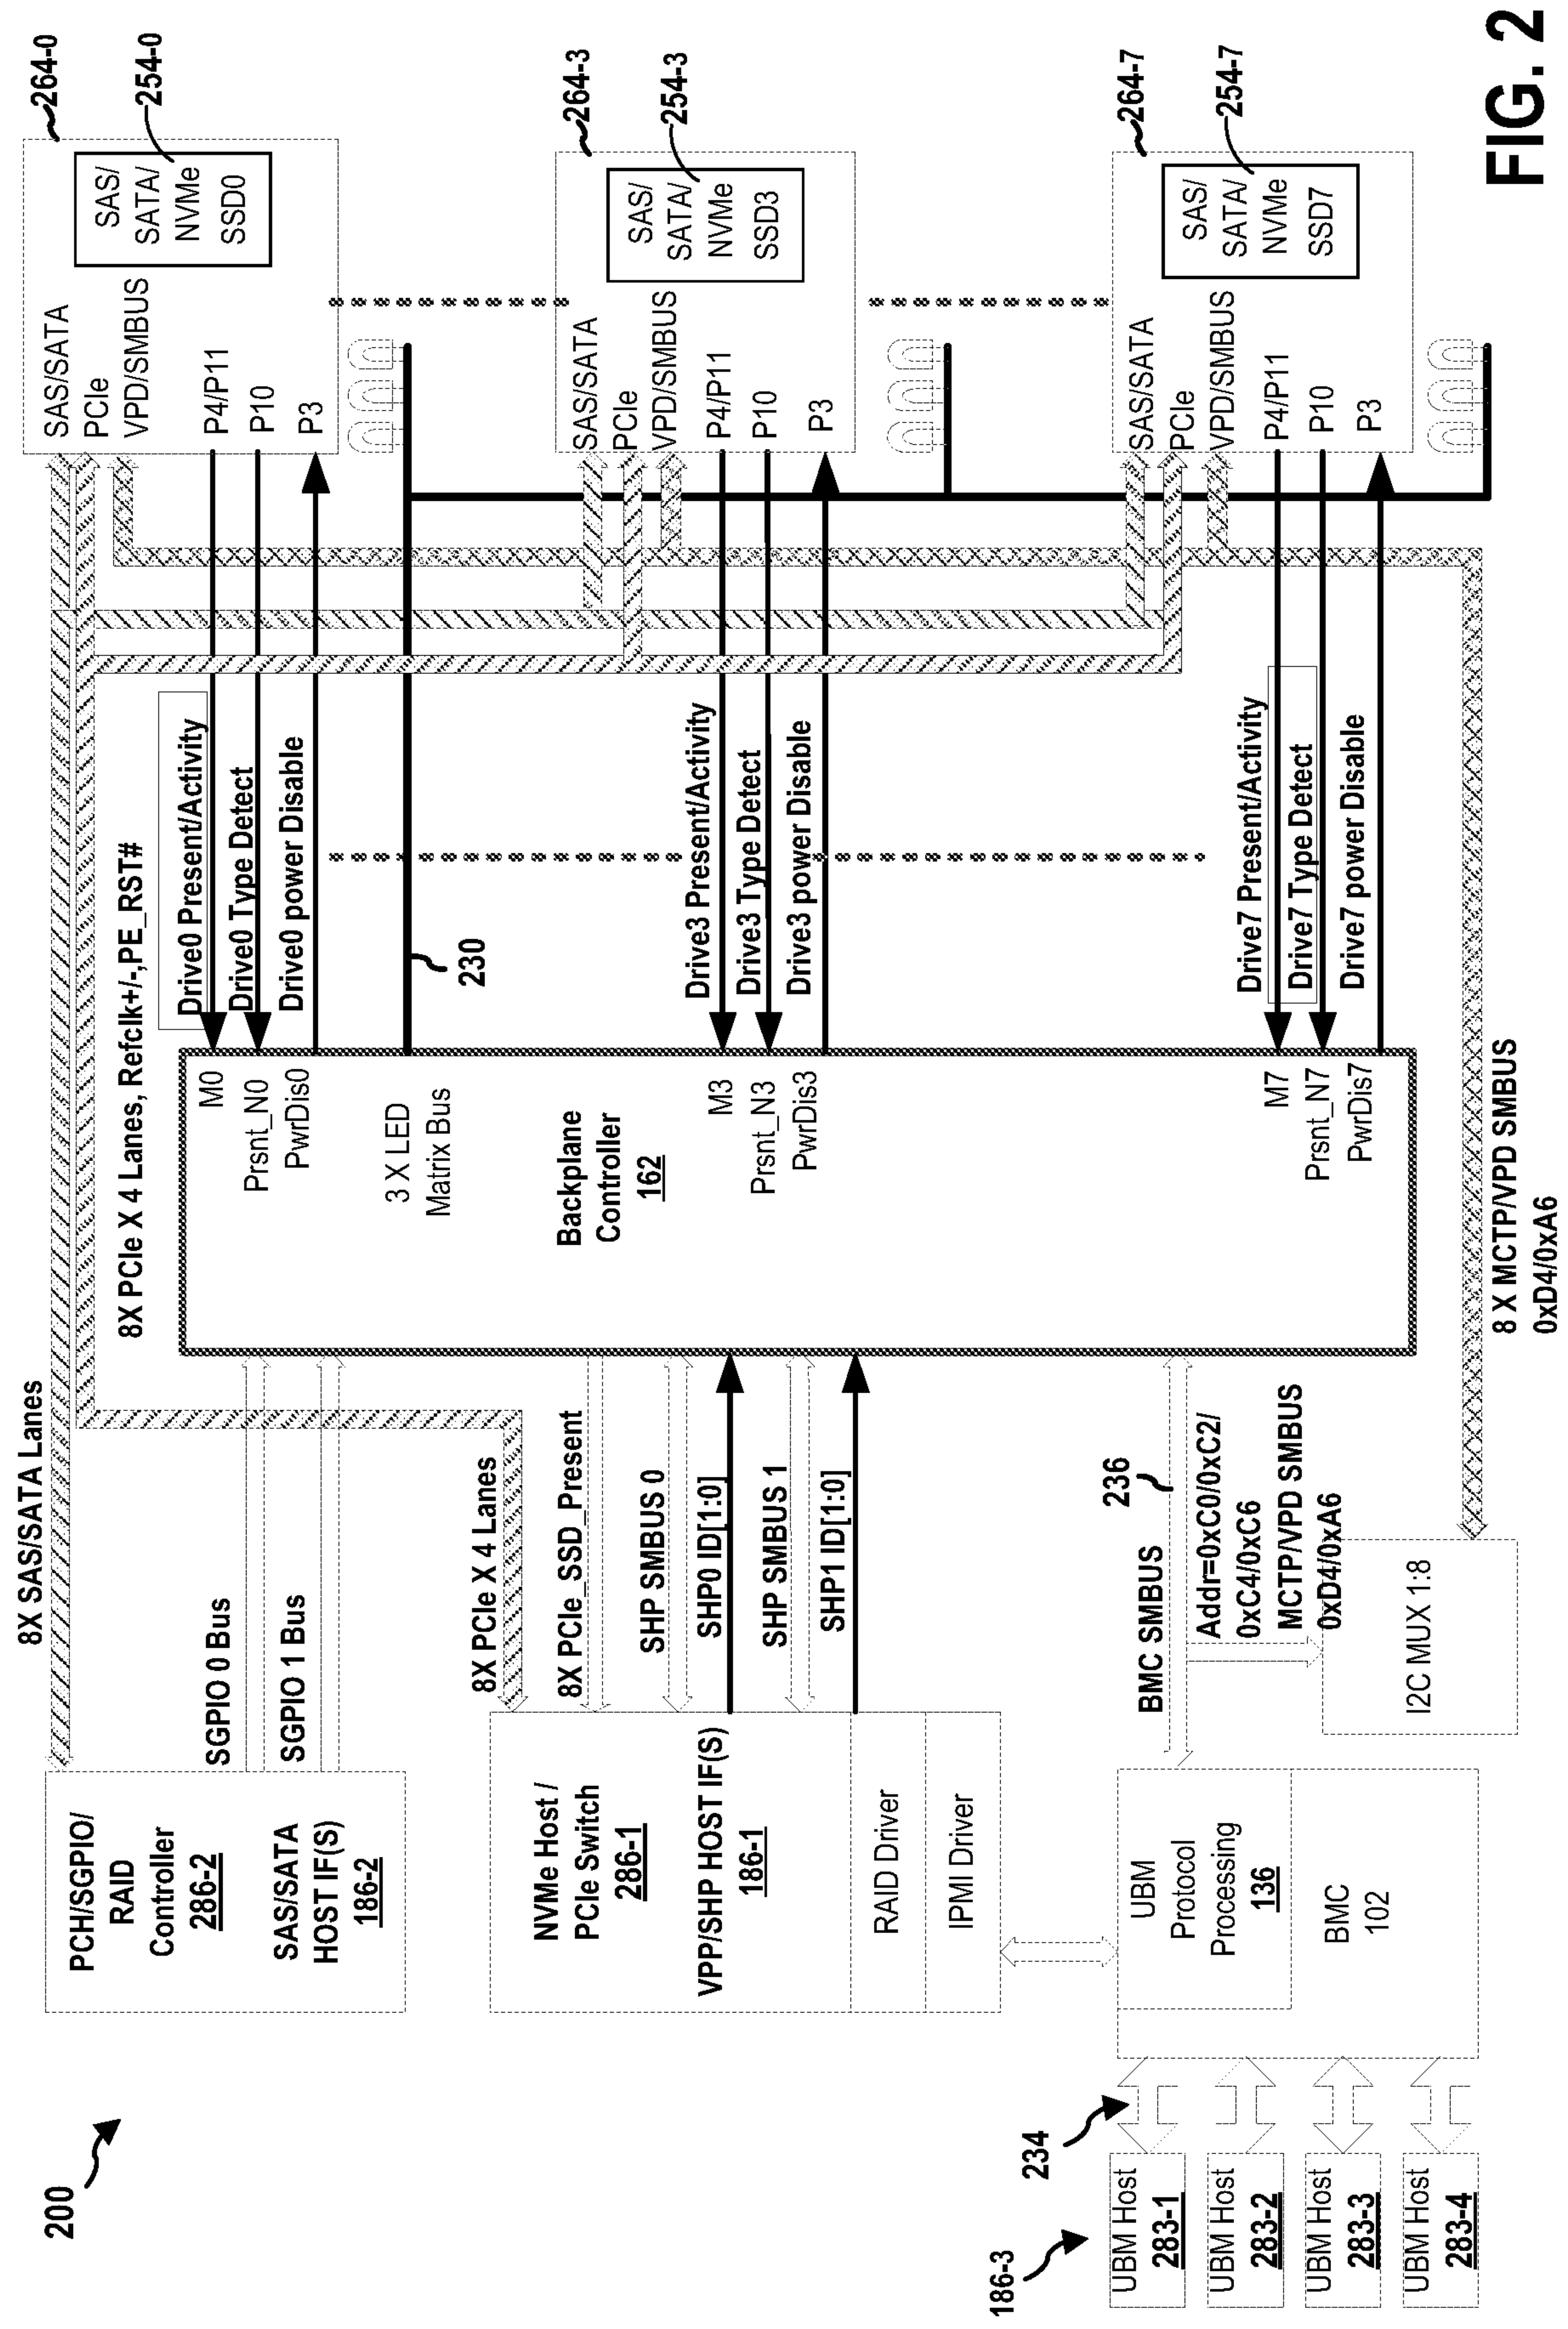 200
8X SAS/SATA Lanes
PCH/SGPIO/
RAID
Controller
286-2
SAS/SATA
HOST IF(S)
186-2
SGPIO 0 Bus
SGPIO 1 Bus
8X PCIe X 4 Lanes, Refclk+/-,PE_RST#
8X PCIe X 4 Lanes
8X PCIe_SSD_Present
SHP SMBUS 0
SHP0 ID[1:0]
SHP SMBUS 1
SHP1 ID[1:0]
NVMe Host /
PCIe Switch
286-1
VPP/SHP HOST IF(S)
186-1
RAID Driver
IPMI Driver
186-3
234
UBM Host
283-1
UBM Host
283-2
UBM Host
283-3
UBM Host
283-4
UBM
Protocol
Processing
136
BMC
102
BMC SMBUS
236
Addr=0xC0/0xC2/
0xC4/0xC6
MCTP/VPD SMBUS
0xD4/0xA6
I2C MUX 1:8
8 X MCTP/VPD SMBUS
0xD4/0xA6
Backplane
Controller
162
M0
Prsnt_N0
PwrDis0
3 X LED
Matrix Bus
M3
Prsnt_N3
PwrDis3
M7
Prsnt_N7
PwrDis7
Drive0 Present/Activity
Drive0 Type Detect
Drive0 power Disable
230
Drive3 Present/Activity
Drive3 Type Detect
Drive3 power Disable
Drive7 Present/Activity
Drive7 Type Detect
Drive7 power Disable
264-0
SAS/SATA
PCIe
VPD/SMBUS
P4/P11
P10
P3
254-0
SAS/
SATA/
NVMe
SSD0
264-3
SAS/SATA
PCIe
VPD/SMBUS
P4/P11
P10
P3
254-3
SAS/
SATA/
NVMe
SSD3
264-7
SAS/SATA
PCIe
VPD/SMBUS
P4/P11
P10
P3
254-7
SAS/
SATA/
NVMe
SSD7
FIG. 2